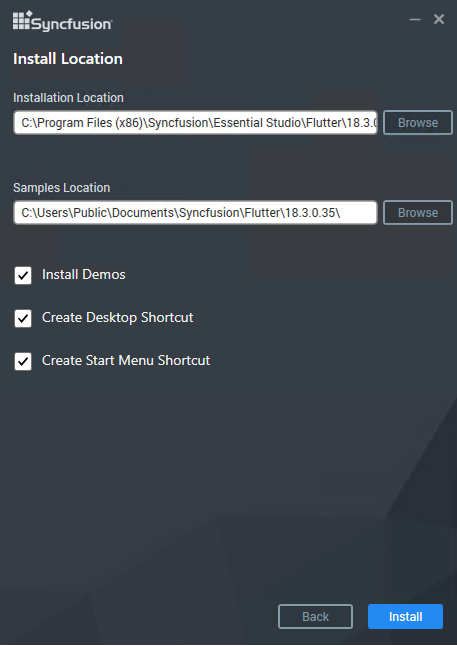 Syncfusion
Install Location
Installation Location
C:\Program Files (x86)\Syncfusion\Essential Studio\Flutter\18.3.0
Browse
Samples Location
C:\Users\Public\Documents\Syncfusion\Flutter\18.3.0.35\
Browse
Install Demos
Create Desktop Shortcut
Create Start Menu Shortcut
Back Install